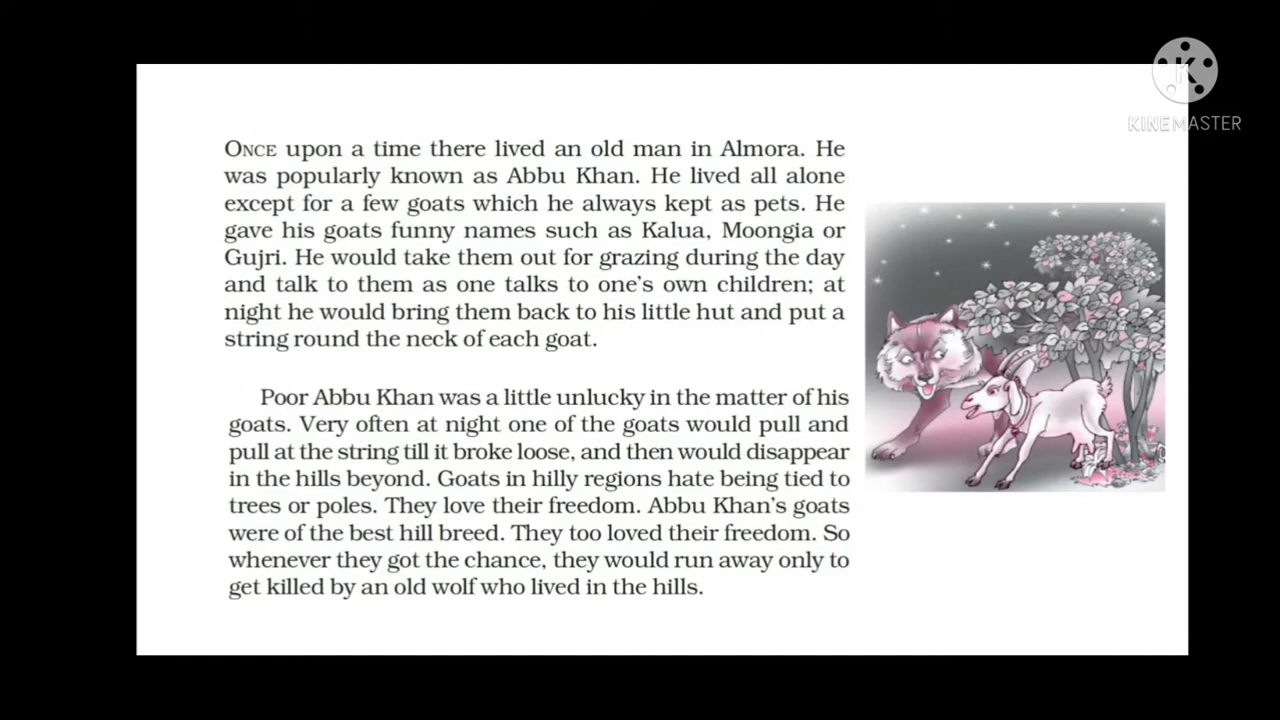 ONCE upon a time there lived an old man in Almora. He
was popularly known as Abbu Khan. He lived all alone
except for a few goats which he always kept as pets. He
gave his goats funny names such as Kalua, Moongia or
Gujri. He would take them out for grazing during the day
and talk to them as one talks to one's own children; at
night he would bring them back to his little hut and put a
string round the neck of each goat.
Poor Abbu Khan was a little unlucky in the matter of his
goats. Very often at night one of the goats would pull and
pull at the string till it broke loose, and then would disappear
in the hills beyond. Goats in hilly regions hate being tied to
trees or poles. They love their freedom. Abbu Khan's goats
were of the best hill breed. They too loved their freedom. So
whenever they got the chance, they would run away only to
get killed by an old wolf who lived in the hills.
K
KINEMASTER